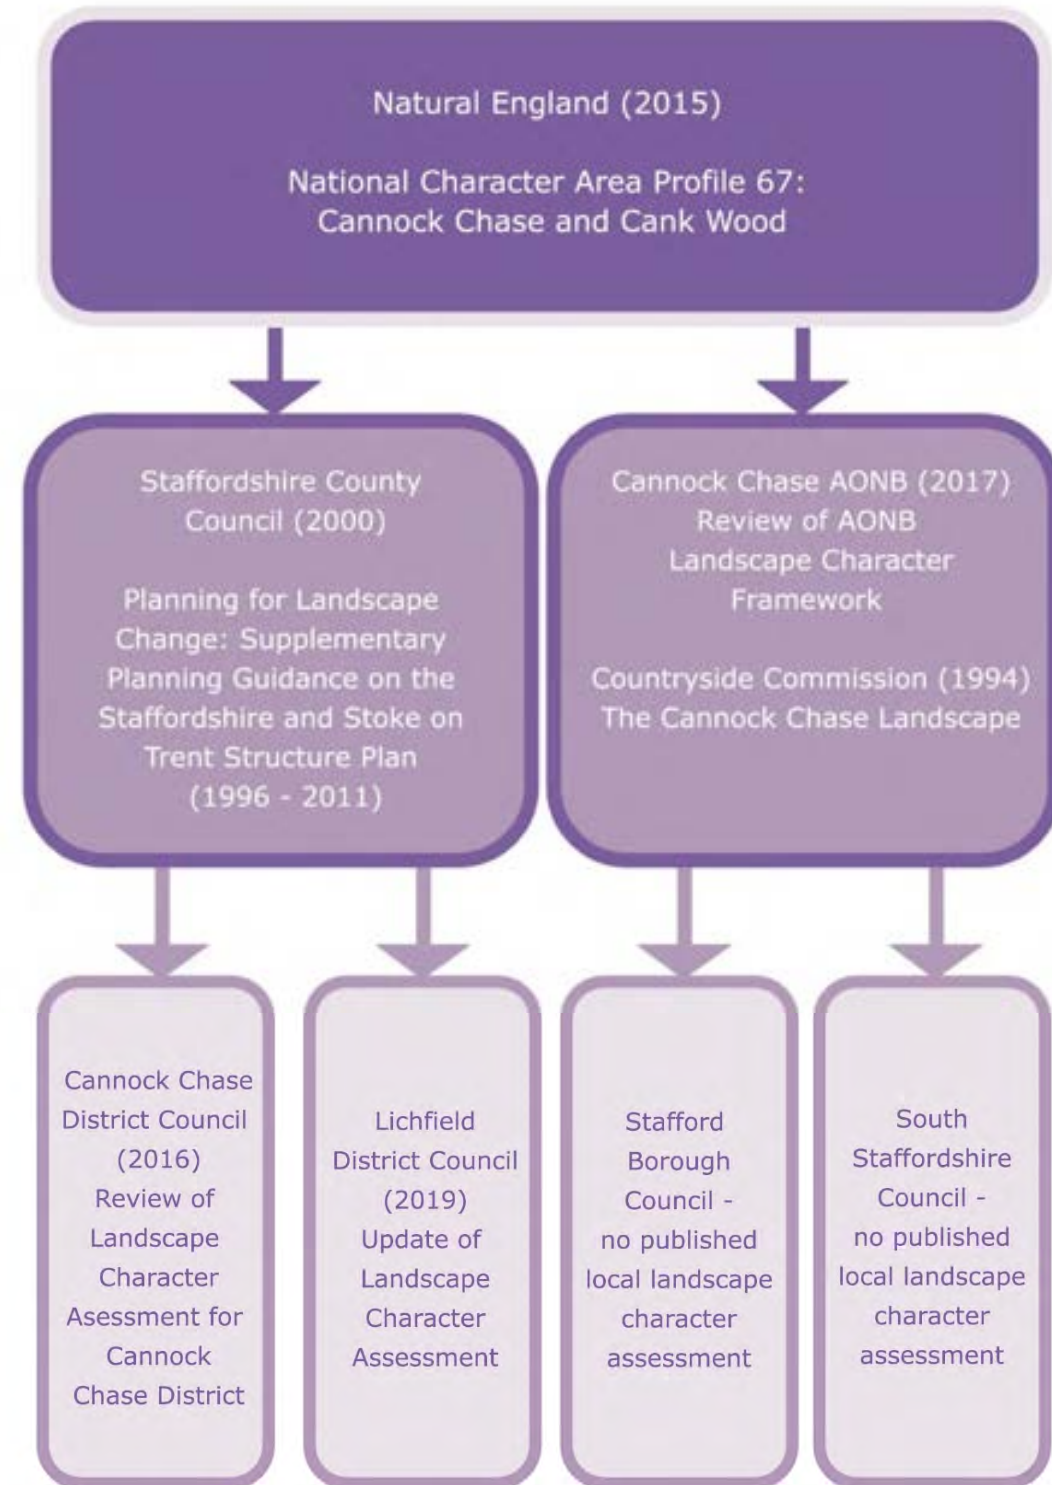 Natural England (2015)
National Character Area Profile 67:
Cannock Chase and Cank Wood
Staffordshire County
Council (2000)
Planning for Landscape
Change: Supplementary
Planning Guidance on the
Staffordshire and Stoke on
Trent Structure Plan
(1996 - 2011)
Cannock Chase AONB (2017)
Review of AONB
Landscape Character
Framework
Countryside Commission (1994)
The Cannock Chase Landscape
Cannock Chase
District Council
(2016)
Review of
Landscape
Character
Asessment for
Cannock
Chase District
Lichfield
District Council
(2019)
Update of
Landscape
Character
Assessment
Stafford
Borough
Council -
no published
local landscape
character
assessment
South
Staffordshire
Council -
no published
local landscape
character
assessment